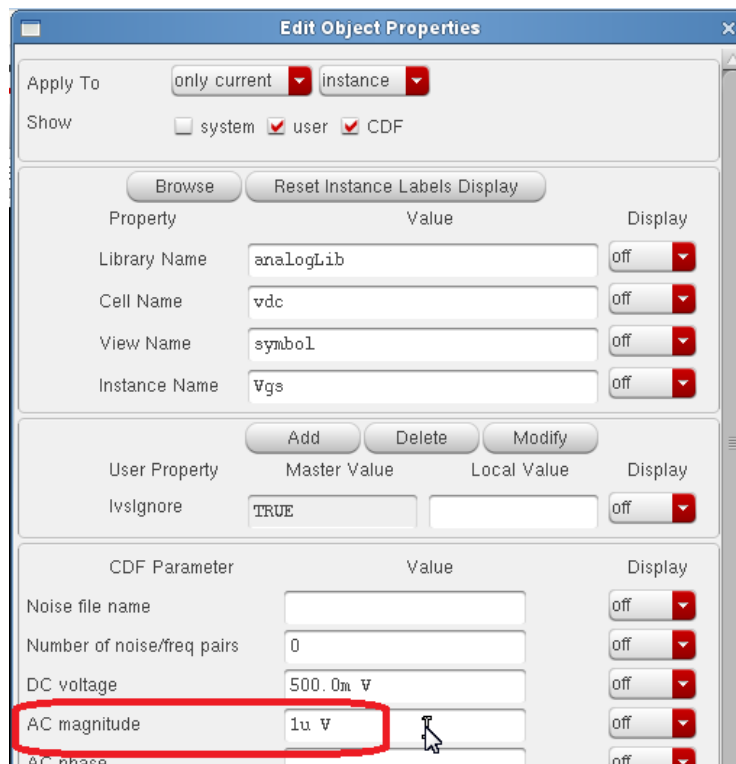 Edit Object Properties
Apply To only current instance
Show system user CDF
Browse Reset Instance Labels Display
Property Value Display
Library Name analogLib off
Cell Name vdc off
View Name symbol off
Instance Name Vgs off
Add Delete Modify
User Property Master Value Local Value Display
lvsIgnore TRUE off
CDF Parameter Value Display
Noise file name off
Number of noise/freq pairs 0 off
DC voltage 500.0m V off
AC magnitude 1u V off
AC phase off